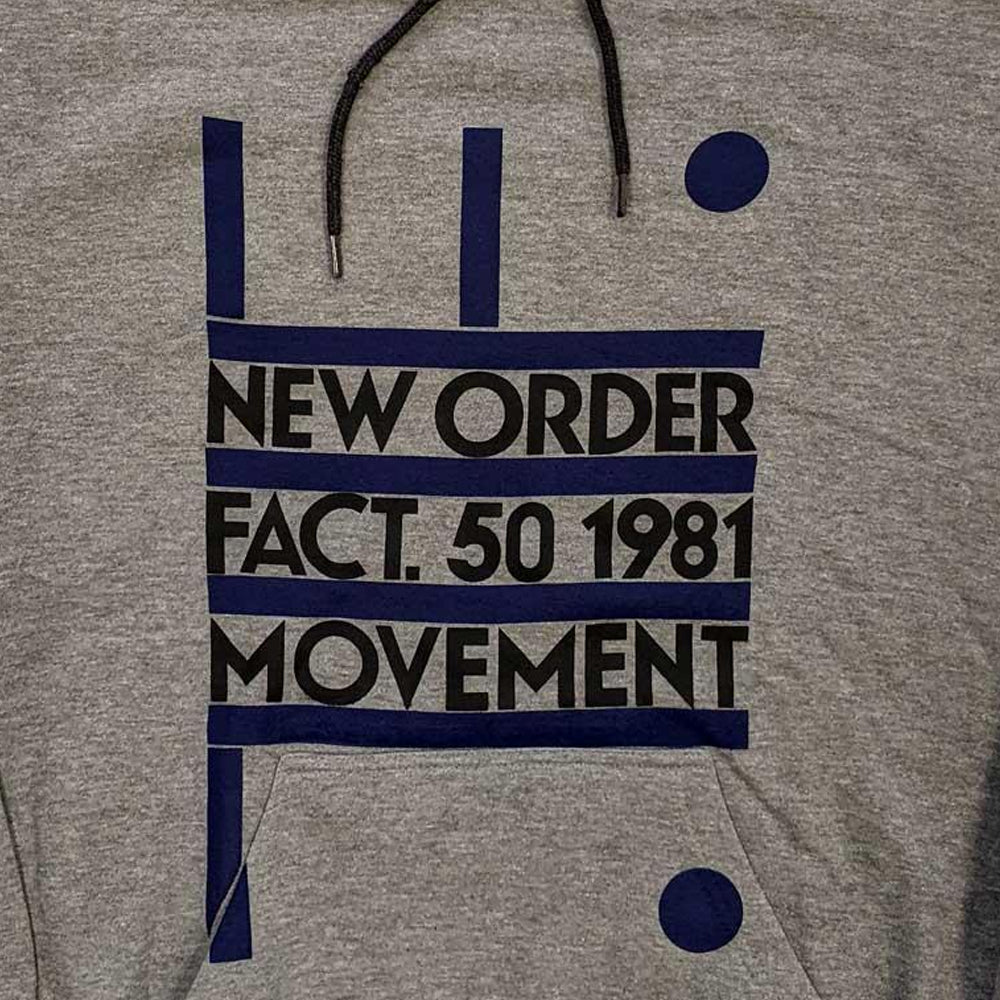 NEW ORDER
FACT. 50 1981
MOVEMENT